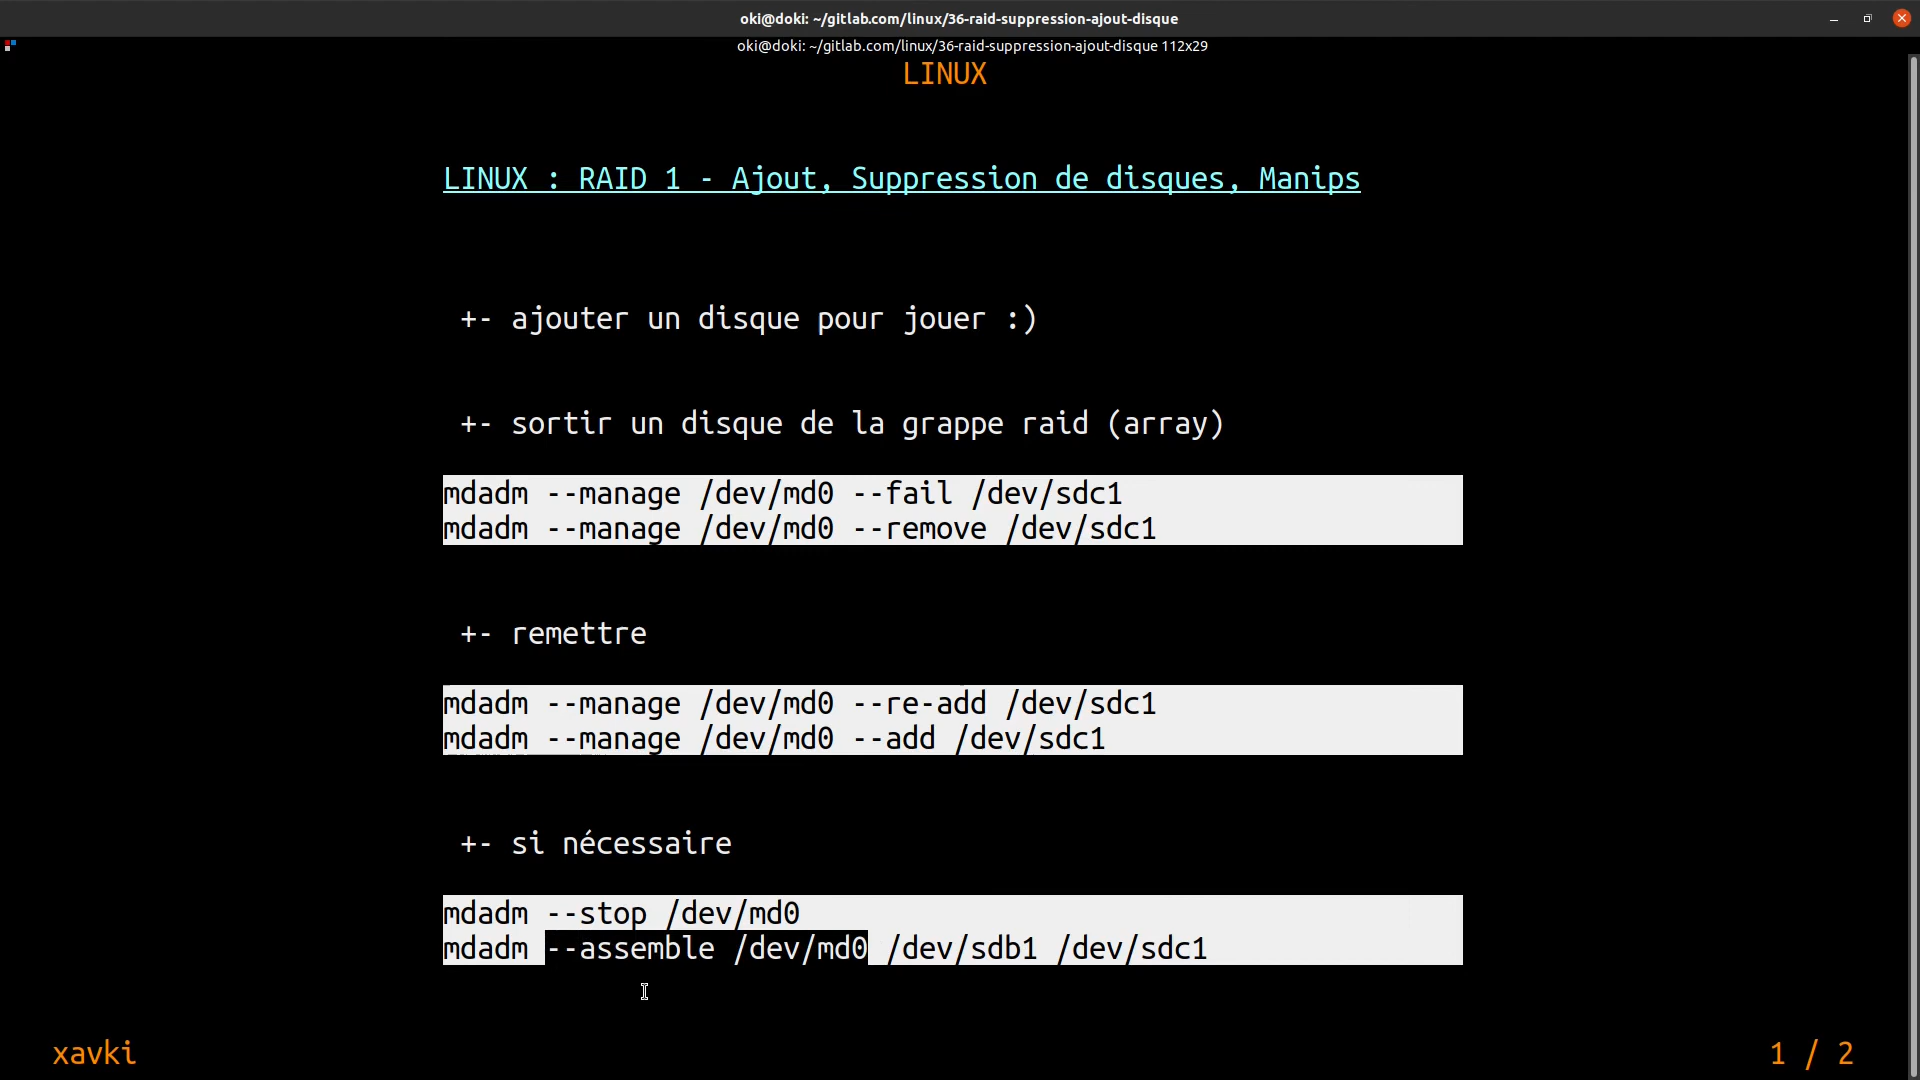 oki@doki: ~/gitlab.com/linux/36-raid-suppression-ajout-disque
oki@doki: ~/gitlab.com/linux/36-raid-suppression-ajout-disque 112x29
LINUX
LINUX : RAID 1 - Ajout, Suppression de disques, Manips
+- ajouter un disque pour jouer :)
+- sortir un disque de la grappe raid (array)
mdadm --manage /dev/md0 --fail /dev/sdc1
mdadm --manage /dev/md0 --remove /dev/sdc1
+- remettre
mdadm --manage /dev/md0 --re-add /dev/sdc1
mdadm --manage /dev/md0 --add /dev/sdc1
+- si nécessaire
mdadm --stop /dev/md0
mdadm --assemble /dev/md0 /dev/sdb1 /dev/sdc1
xavki
1 / 2